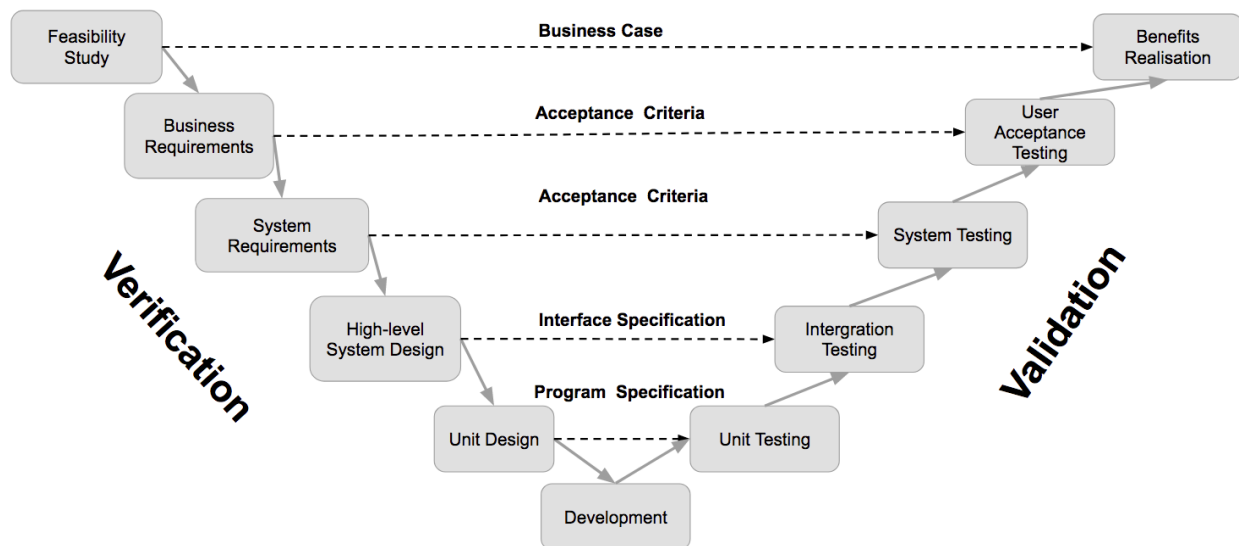 Feasibility
Study
Business Case
Benefits
Realisation
Business
Requirements
Acceptance Criteria
User
Acceptance
Testing
System
Requirements
Acceptance Criteria
System Testing
Verification
Validation
High-level
System Design
Interface Specification
Intergration
Testing
Program Specification
Unit Design
Unit Testing
Development